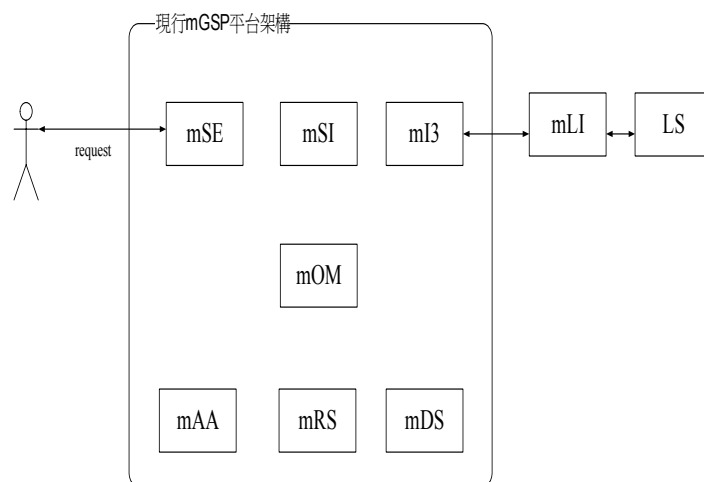 現行mGSP平台架構
mSE
mSI
mI3
mLI
LS
request
mOM
mAA
mRS
mDS